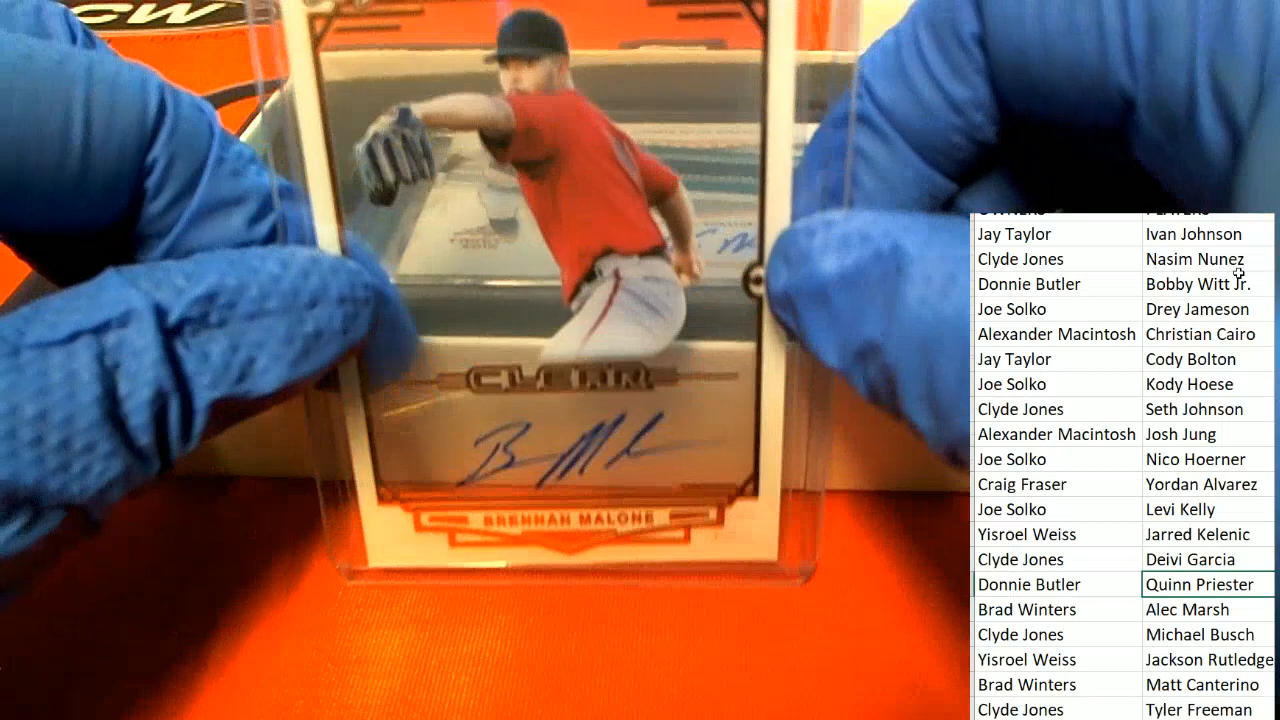 CW
CLEAR
BRENNAN MALONE
OWNERS PLAYERS
Jay Taylor Ivan Johnson
Clyde Jones Nasim Nunez
Donnie Butler Bobby Witt Jr.
Joe Solko Drey Jameson
Alexander Macintosh Christian Cairo
Jay Taylor Cody Bolton
Joe Solko Kody Hoese
Clyde Jones Seth Johnson
Alexander Macintosh Josh Jung
Joe Solko Nico Hoerner
Craig Fraser Yordan Alvarez
Joe Solko Levi Kelly
Yisroel Weiss Jarred Kelenic
Clyde Jones Deivi Garcia
Donnie Butler Quinn Priester
Brad Winters Alec Marsh
Clyde Jones Michael Busch
Yisroel Weiss Jackson Rutledge
Brad Winters Matt Canterino
Clyde Jones Tyler Freeman